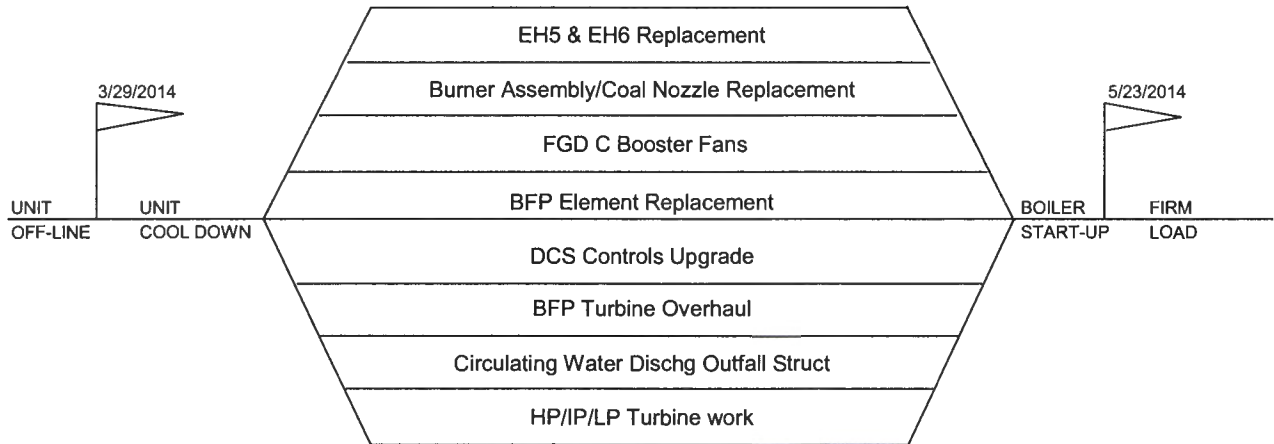 EH5 & EH6 Replacement
3/29/2014
Burner Assembly/Coal Nozzle Replacement
5/23/2014
FGD C Booster Fans
UNIT
UNIT
BFP Element Replacement
BOILER
FIRM
OFF-LINE
COOL DOWN
START-UP
LOAD
DCS Controls Upgrade
BFP Turbine Overhaul
Circulating Water Dischg Outfall Struct
HP/IP/LP Turbine work